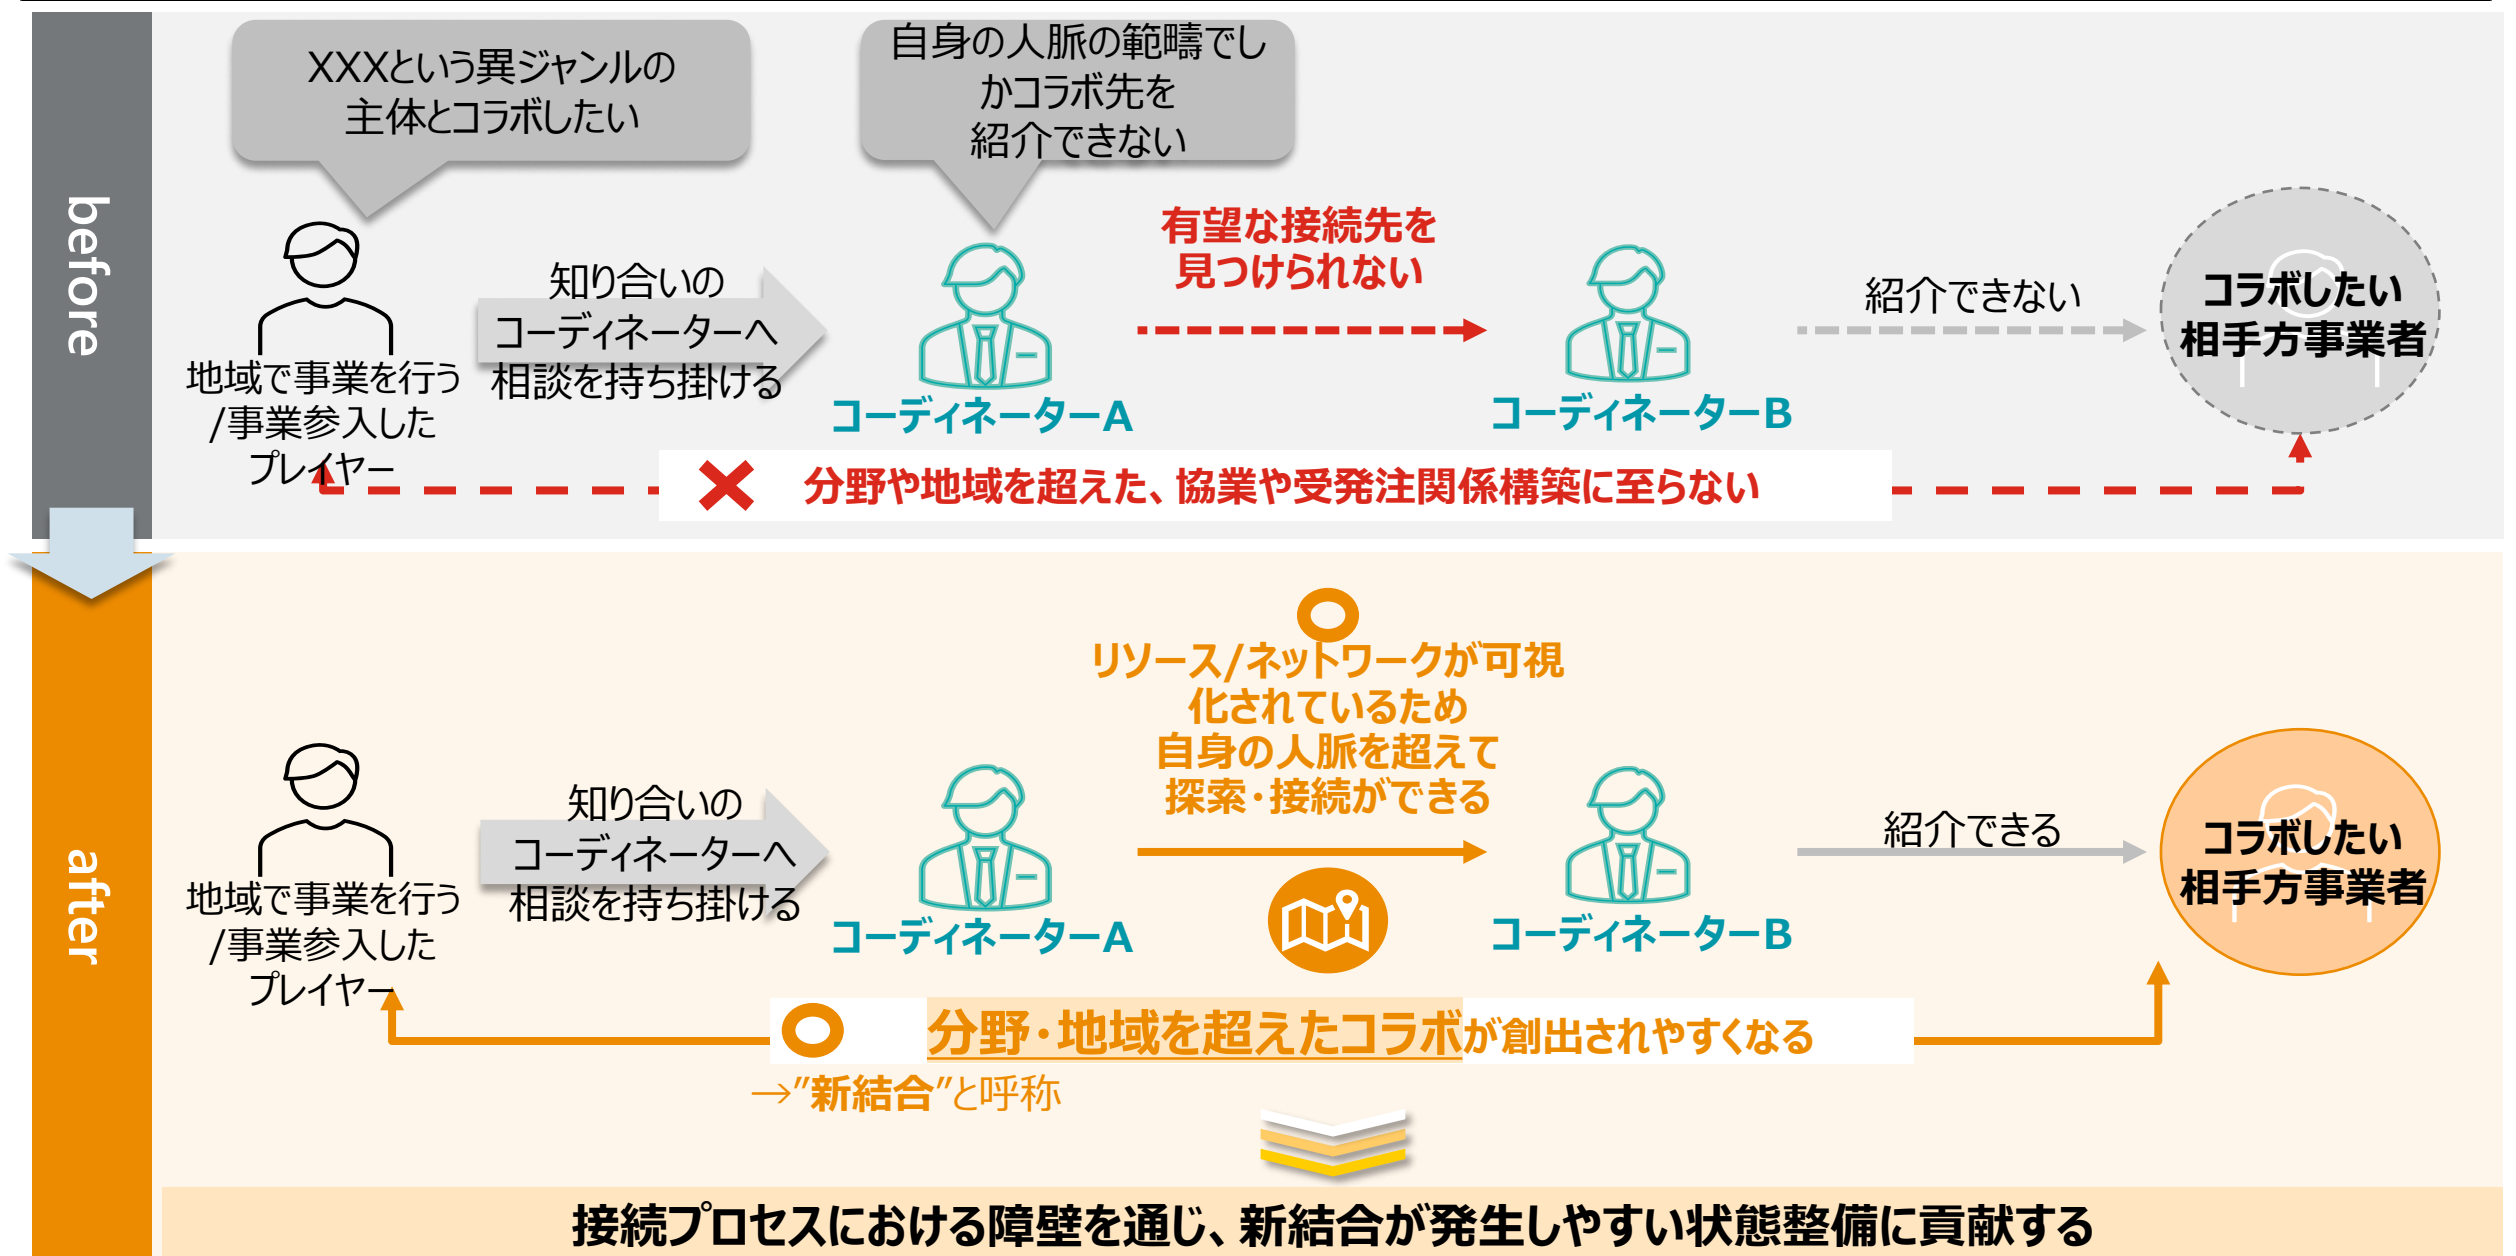 before
XXXという異ジャンルの
主体とコラボしたい
自身の人脈の範疇でし
かコラボ先を
紹介できない
地域で事業を行う
/事業参入した
プレイヤー
知り合いの
コーディネーターへ
相談を持ち掛ける
コーディネーターA
有望な接続先を
見つけられない
コーディネーターB
紹介できない
コラボしたい
相手方事業者
分野や地域を超えた、協業や受発注関係構築に至らない
after
地域で事業を行う
/事業参入した
プレイヤー
知り合いの
コーディネーターへ
相談を持ち掛ける
コーディネーターA
リソース/ネットワークが可視
化されているため
自身の人脈を超えて
探索・接続ができる
コーディネーターB
紹介できる
コラボしたい
相手方事業者
分野・地域を超えたコラボが創出されやすくなる
→"新結合"と呼称
接続プロセスにおける障壁を通じ、新結合が発生しやすい状態整備に貢献する